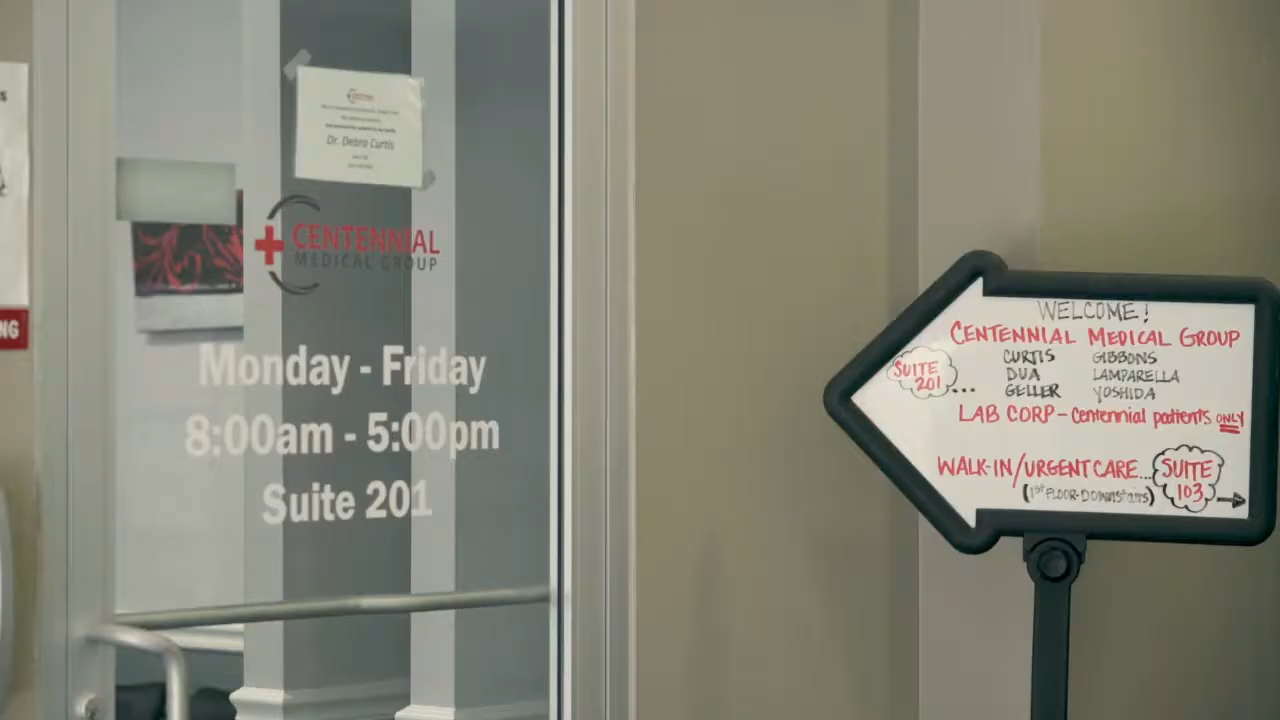 S
NG
Dr. Debra Curtis
CENTENNIAL
MEDICAL GROUP
Monday - Friday
8:00am - 5:00pm
Suite 201
WELCOME!
CENTENNIAL MEDICAL GROUP
SUITE 201...
CURTIS GIBBONS
DUA LAMPARELLA
GELLER YOSHIDA
LAB CORP - Centennial patients ONLY
WALK-IN/URGENT CARE... SUITE 103
(1st FLOOR-DOWNstairs)